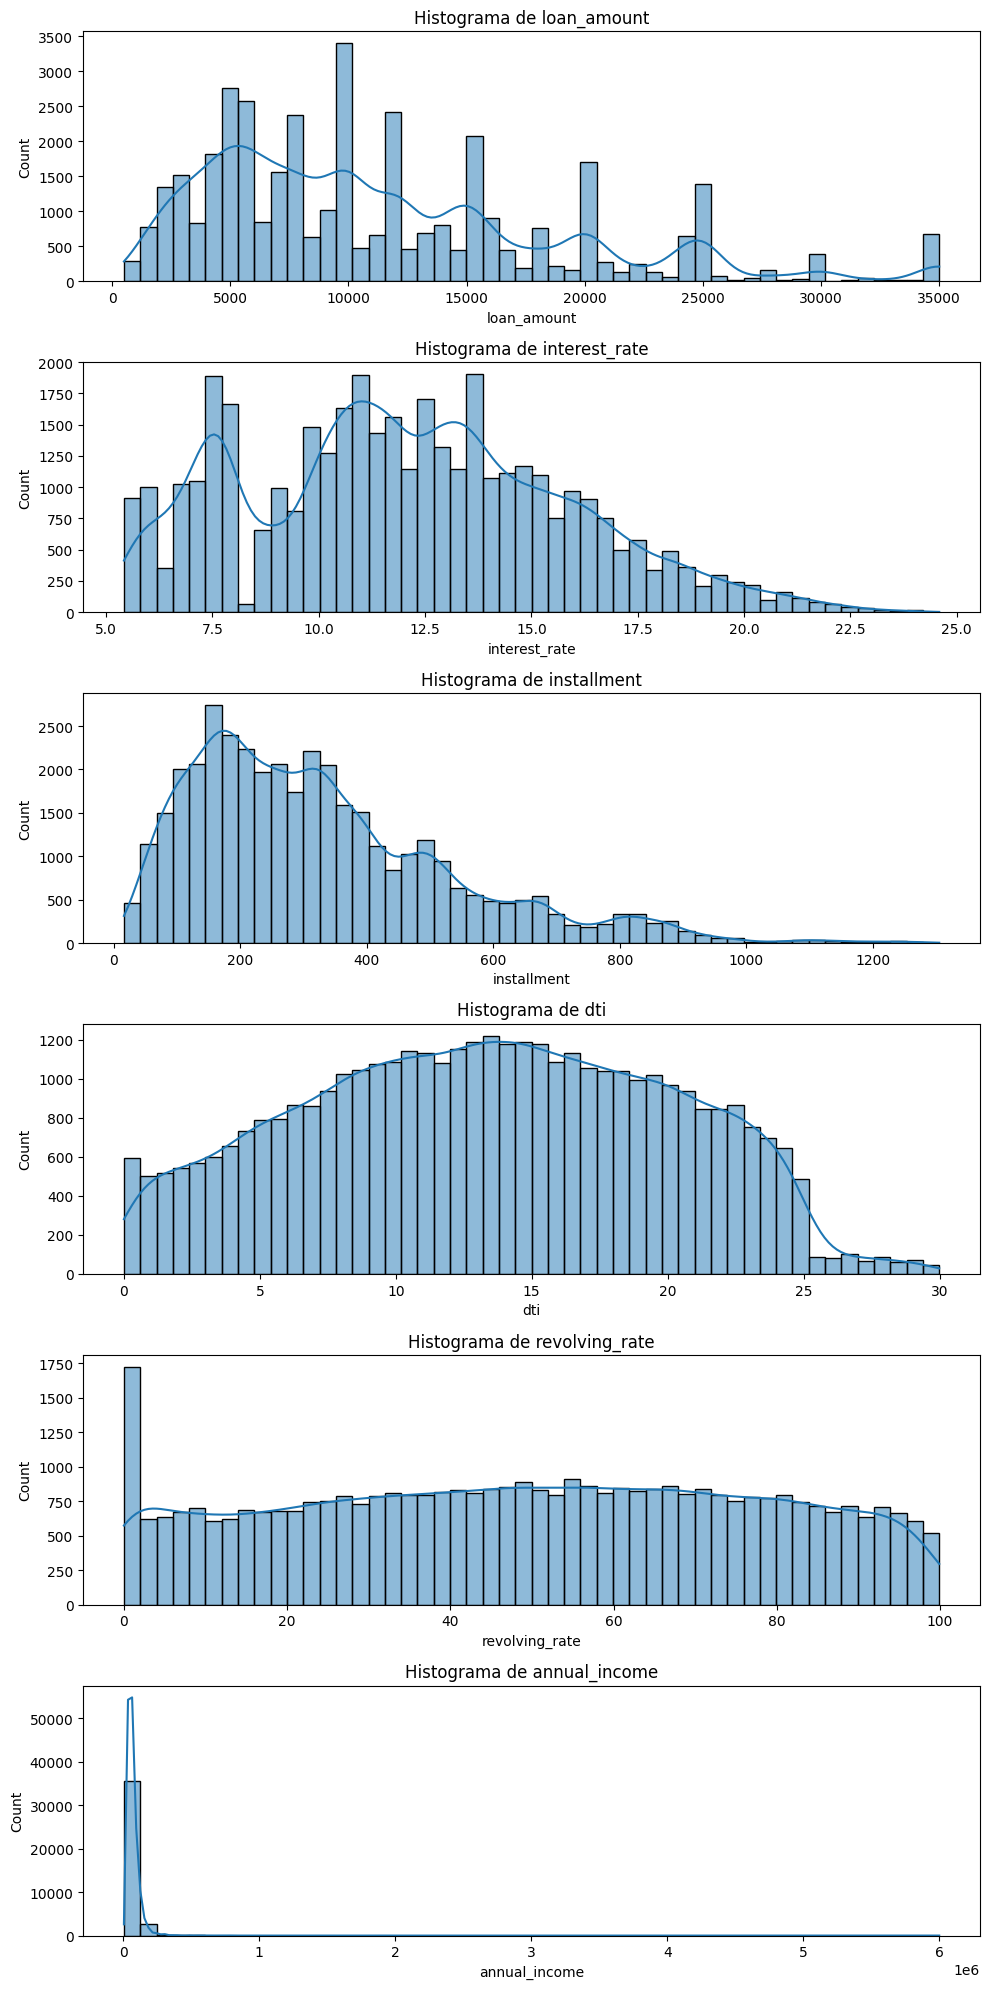 Histograma de loan_amount
3500
3000
2500
2000
1500
1000
500
0
Count
0 5000 10000 15000 20000 25000 30000 35000
loan_amount
Histograma de interest_rate
2000
1750
1500
1250
1000
750
500
250
0
Count
5.0 7.5 10.0 12.5 15.0 17.5 20.0 22.5 25.0
interest_rate
Histograma de installment
2500
2000
1500
1000
500
0
Count
0 200 400 600 800 1000 1200
installment
Histograma de dti
1200
1000
800
600
400
200
0
Count
0 5 10 15 20 25 30
dti
Histograma de revolving_rate
1750
1500
1250
1000
750
500
250
0
Count
0 20 40 60 80 100
revolving_rate
Histograma de annual_income
50000
40000
30000
20000
10000
0
Count
0 1 2 3 4 5 6
1e6
annual_income